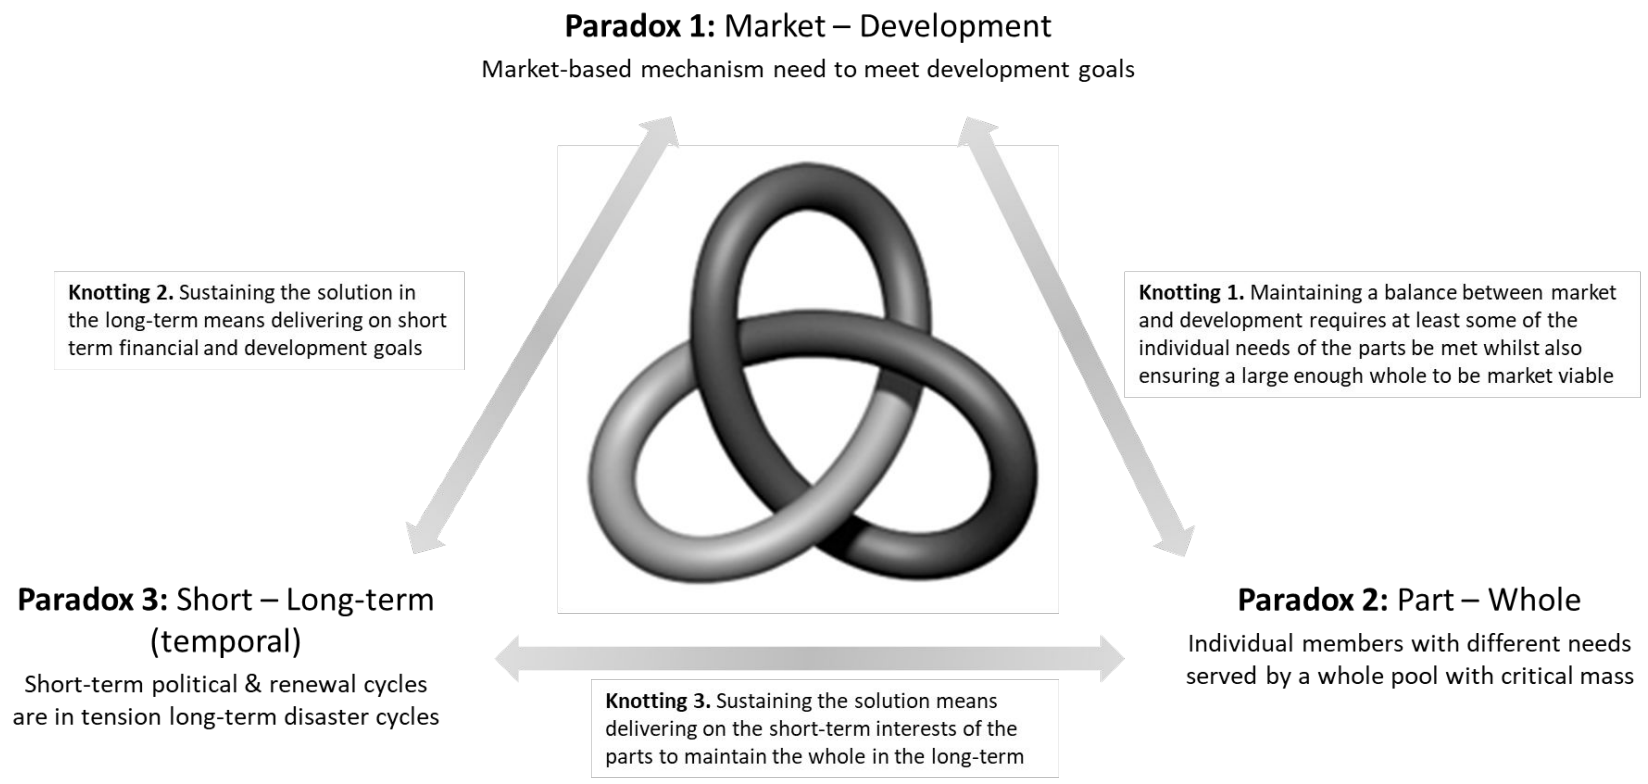 Paradox 1: Market – Development
Market-based mechanism need to meet development goals
Knotting 2. Sustaining the solution in
the long-term means delivering on short
term financial and development goals
Knotting 1. Maintaining a balance between market
and development requires at least some of the
individual needs of the parts be met whilst also
ensuring a large enough whole to be market viable
Paradox 3: Short – Long-term
(temporal)
Short-term political & renewal cycles
are in tension long-term disaster cycles
Paradox 2: Part – Whole
Individual members with different needs
served by a whole pool with critical mass
Knotting 3. Sustaining the solution means
delivering on the short-term interests of the
parts to maintain the whole in the long-term